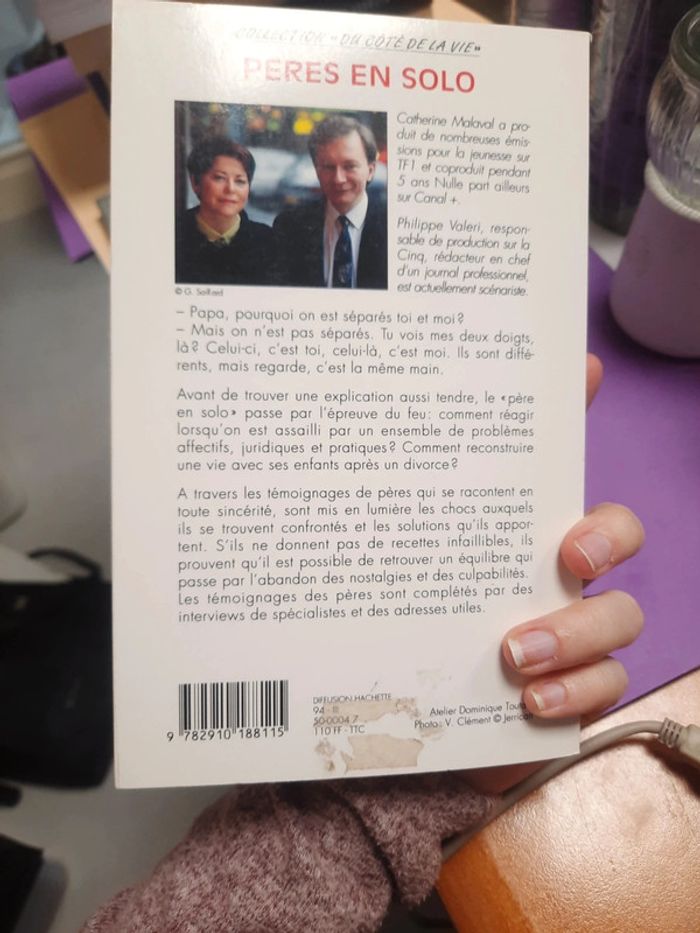 COLLECTION «DU CÔTÉ DE LA VIE»
PERES EN SOLO
Catherine Malaval a pro-
duit de nombreuses émis-
sions pour la jeunesse sur
TF1 et coproduit pendant
5 ans Nulle part ailleurs
sur Canal +.
Philippe Valeri, respon-
sable de production sur la
Cinq, rédacteur en chef
d'un journal professionnel,
est actuellement scénariste.
© G.
– Papa, pourquoi on est séparés toi et moi?
– Mais on n'est pas séparés. Tu vois mes deux doigts,
là? Celui-ci, c'est toi, celui-là, c'est moi. Ils sont diffé-
rents, mais regarde, c'est la même main.
Avant de trouver une explication aussi tendre, le «père
en solo» passe par l'épreuve du feu: comment réagir
lorsqu'on est assailli par un ensemble de problèmes
affectifs, juridiques et pratiques? Comment reconstruire
une vie avec ses enfants après un divorce?
A travers les témoignages de pères qui se racontent en
toute sincérité, sont mis en lumière les chocs auxquels
ils se trouvent confrontés et les solutions qu'ils appor-
tent. S'ils ne donnent pas de recettes infaillibles, ils
prouvent qu'il est possible de retrouver un équilibre qui
passe par l'abandon des nostalgies et des culpabilités.
Les témoignages des pères sont complétés par des
interviews de spécialistes et des adresses utiles.
DIFFUSION HACHETTE
94 - III
50-0004 7
110 FF - TTC
Atelier Dominique
Photo: V. Clément © Jerrican
9 782910 188115